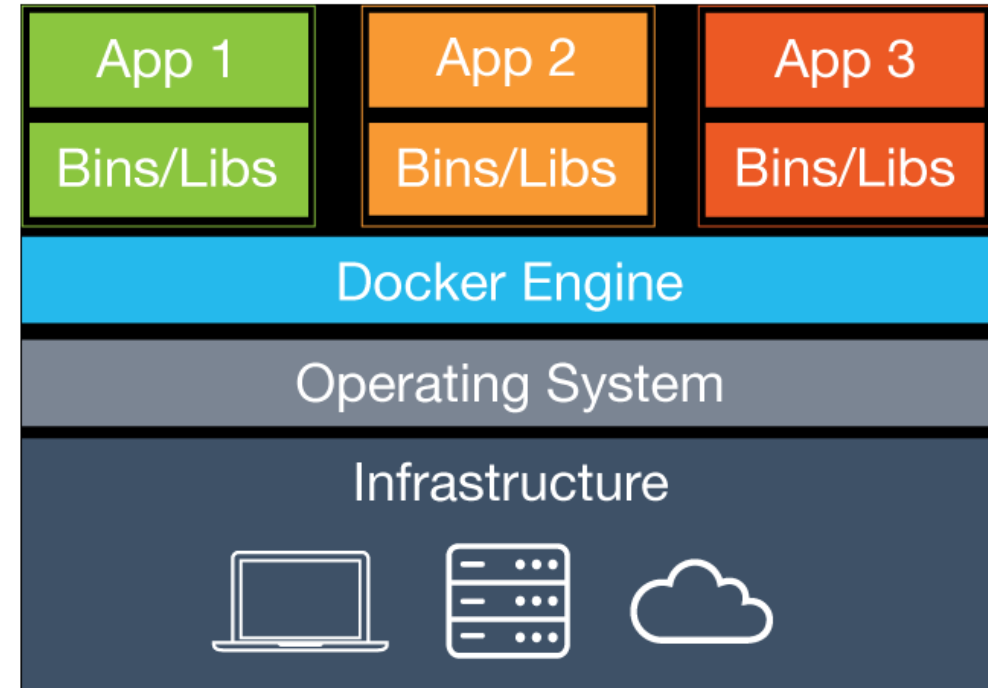 App 1
App 2
App 3
Bins/Libs
Bins/Libs
Bins/Libs
Docker Engine
Operating System
Infrastructure